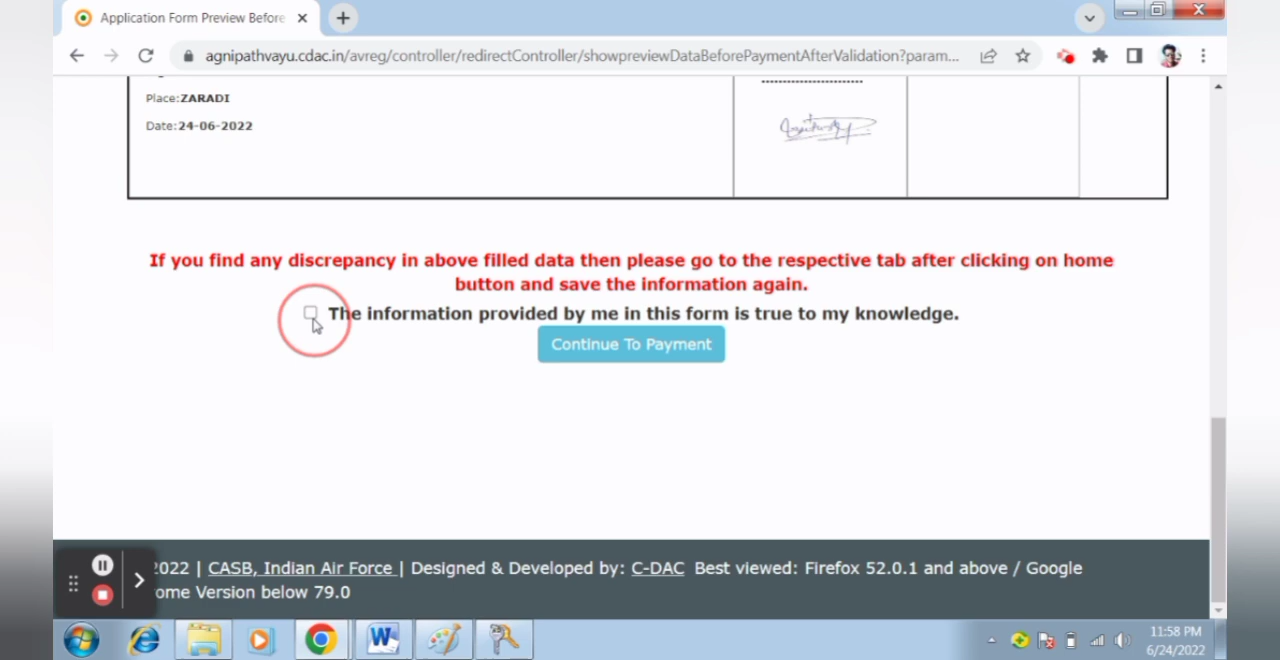 Application Form Preview Before
agnipathvayu.cdac.in/avreg/controller/redirectController/showpreviewDataBeforePaymentAfterValidation?param...
Place:ZARADI
Date:24-06-2022
If you find any discrepancy in above filled data then please go to the respective tab after clicking on home
button and save the information again.
The information provided by me in this form is true to my knowledge.
Continue To Payment
2022 | CASB, Indian Air Force | Designed & Developed by: C-DAC Best viewed: Firefox 52.0.1 and above / Google
ome Version below 79.0
11:58 PM
6/24/2022